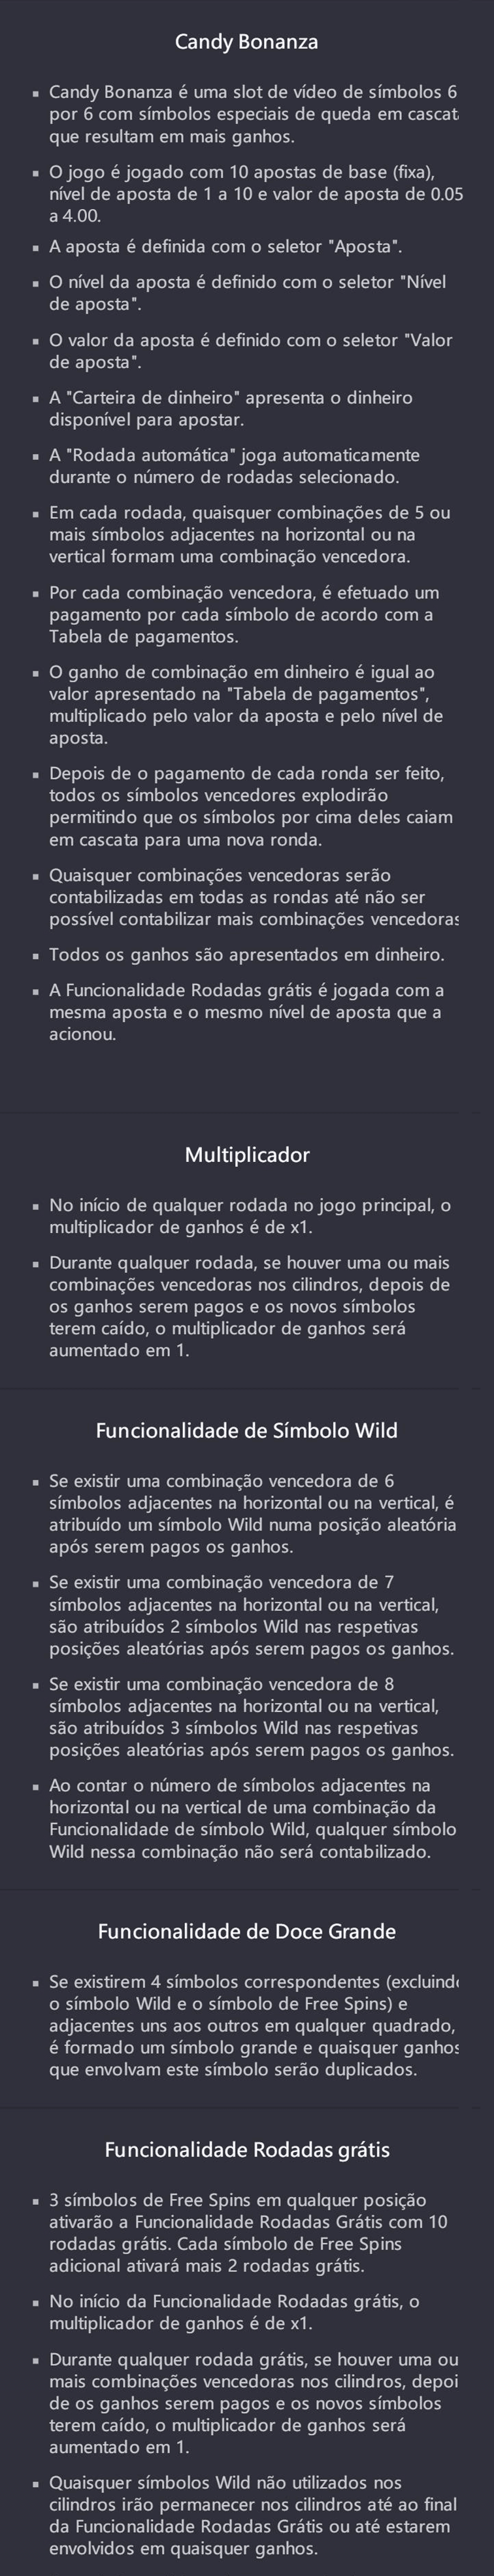 Candy Bonanza
▪ Candy Bonanza é uma slot de vídeo de símbolos 6
por 6 com símbolos especiais de queda em cascat
que resultam em mais ganhos.
▪ O jogo é jogado com 10 apostas de base (fixa),
nível de aposta de 1 a 10 e valor de aposta de 0.05
a 4.00.
▪ A aposta é definida com o seletor "Aposta".
▪ O nível da aposta é definido com o seletor "Nível
de aposta".
▪ O valor da aposta é definido com o seletor "Valor
de aposta".
▪ A "Carteira de dinheiro" apresenta o dinheiro
disponível para apostar.
▪ A "Rodada automática" joga automaticamente
durante o número de rodadas selecionado.
▪ Em cada rodada, quaisquer combinações de 5 ou
mais símbolos adjacentes na horizontal ou na
vertical formam uma combinação vencedora.
▪ Por cada combinação vencedora, é efetuado um
pagamento por cada símbolo de acordo com a
Tabela de pagamentos.
▪ O ganho de combinação em dinheiro é igual ao
valor apresentado na "Tabela de pagamentos",
multiplicado pelo valor da aposta e pelo nível de
aposta.
▪ Depois de o pagamento de cada ronda ser feito,
todos os símbolos vencedores explodirão
permitindo que os símbolos por cima deles caiam
em cascata para uma nova ronda.
▪ Quaisquer combinações vencedoras serão
contabilizadas em todas as rondas até não ser
possível contabilizar mais combinações vencedoras
▪ Todos os ganhos são apresentados em dinheiro.
▪ A Funcionalidade Rodadas grátis é jogada com a
mesma aposta e o mesmo nível de aposta que a
acionou.
Multiplicador
▪ No início de qualquer rodada no jogo principal, o
multiplicador de ganhos é de x1.
▪ Durante qualquer rodada, se houver uma ou mais
combinações vencedoras nos cilindros, depois de
os ganhos serem pagos e os novos símbolos
terem caído, o multiplicador de ganhos será
aumentado em 1.
Funcionalidade de Símbolo Wild
▪ Se existir uma combinação vencedora de 6
símbolos adjacentes na horizontal ou na vertical, é
atribuído um símbolo Wild numa posição aleatória
após serem pagos os ganhos.
▪ Se existir uma combinação vencedora de 7
símbolos adjacentes na horizontal ou na vertical,
são atribuídos 2 símbolos Wild nas respetivas
posições aleatórias após serem pagos os ganhos.
▪ Se existir uma combinação vencedora de 8
símbolos adjacentes na horizontal ou na vertical,
são atribuídos 3 símbolos Wild nas respetivas
posições aleatórias após serem pagos os ganhos.
▪ Ao contar o número de símbolos adjacentes na
horizontal ou na vertical de uma combinação da
Funcionalidade de símbolo Wild, qualquer símbolo
Wild nessa combinação não será contabilizado.
Funcionalidade de Doce Grande
▪ Se existirem 4 símbolos correspondentes (excluind
o símbolo Wild e o símbolo de Free Spins) e
adjacentes uns aos outros em qualquer quadrado,
é formado um símbolo grande e quaisquer ganhos
que envolvam este símbolo serão duplicados.
Funcionalidade Rodadas grátis
▪ 3 símbolos de Free Spins em qualquer posição
ativarão a Funcionalidade Rodadas Grátis com 10
rodadas grátis. Cada símbolo de Free Spins
adicional ativará mais 2 rodadas grátis.
▪ No início da Funcionalidade Rodadas grátis, o
multiplicador de ganhos é de x1.
▪ Durante qualquer rodada grátis, se houver uma ou
mais combinações vencedoras nos cilindros, depoi
de os ganhos serem pagos e os novos símbolos
terem caído, o multiplicador de ganhos será
aumentado em 1.
▪ Quaisquer símbolos Wild não utilizados nos
cilindros irão permanecer nos cilindros até ao final
da Funcionalidade Rodadas Grátis ou até estarem
envolvidos em quaisquer ganhos.